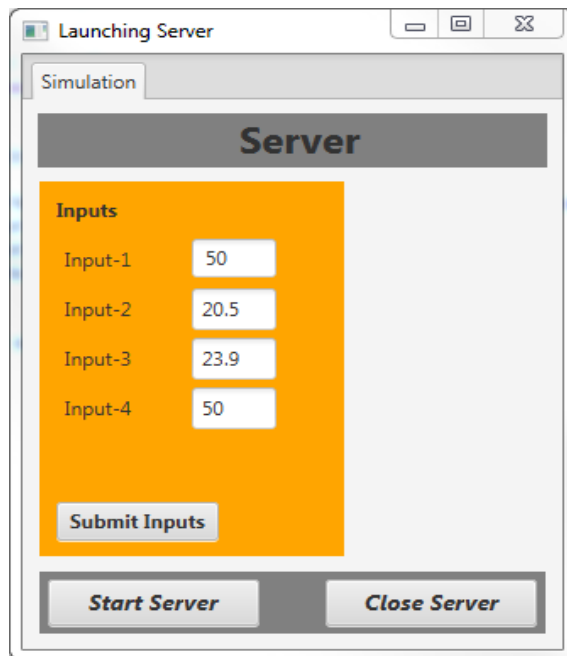 Launching Server
Simulation
Server
Inputs
Input-1 50
Input-2 20.5
Input-3 23.9
Input-4 50
Submit Inputs
Start Server Close Server